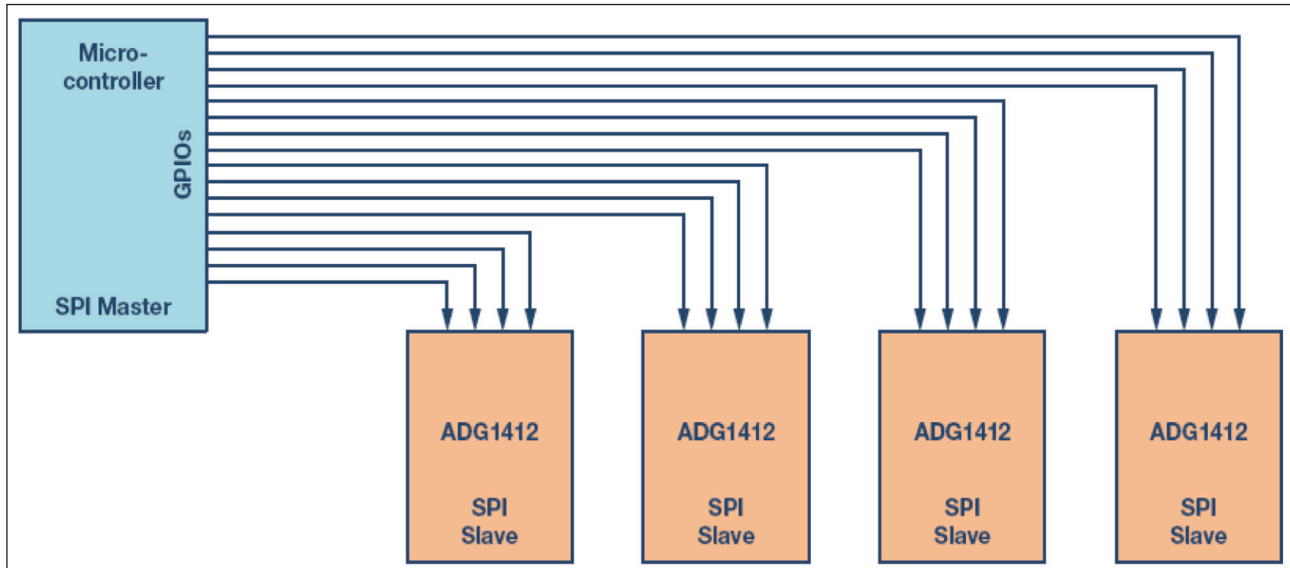 Micro-
controller
GPIOs
SPI Master
ADG1412
SPI
Slave
ADG1412
SPI
Slave
ADG1412
SPI
Slave
ADG1412
SPI
Slave